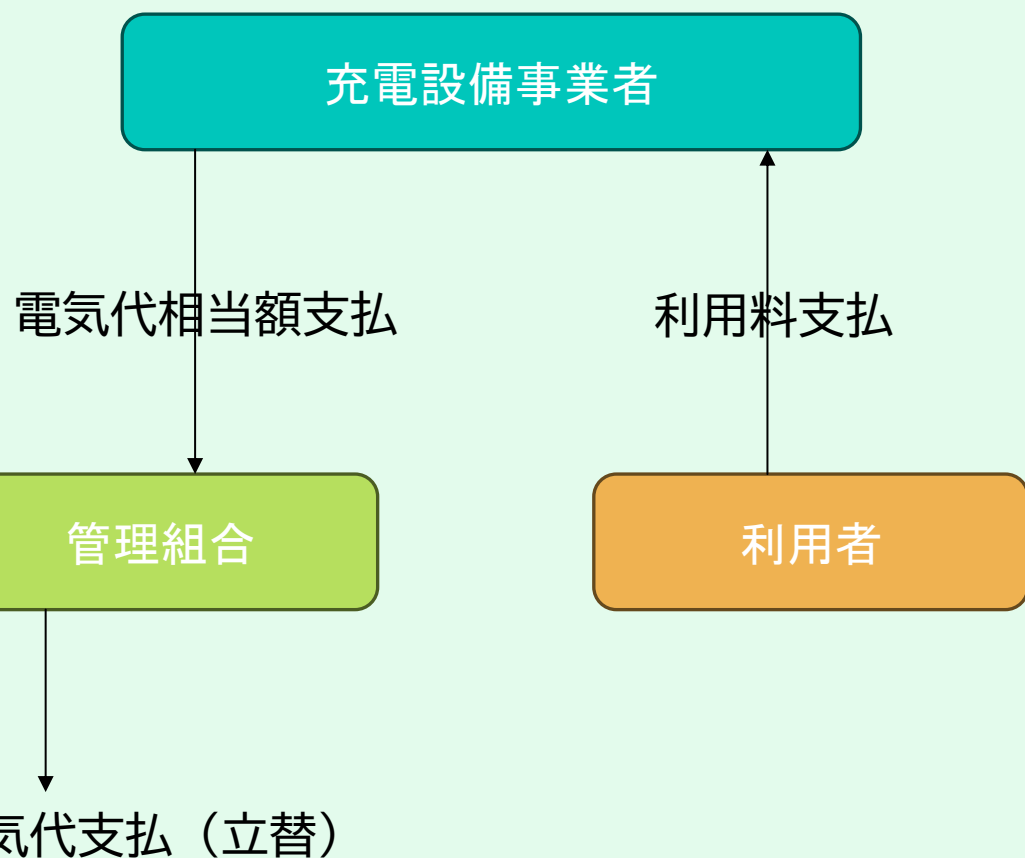 充電設備事業者
電気代相当額支払
利用料支払
管理組合
利用者
気代支払（立替）